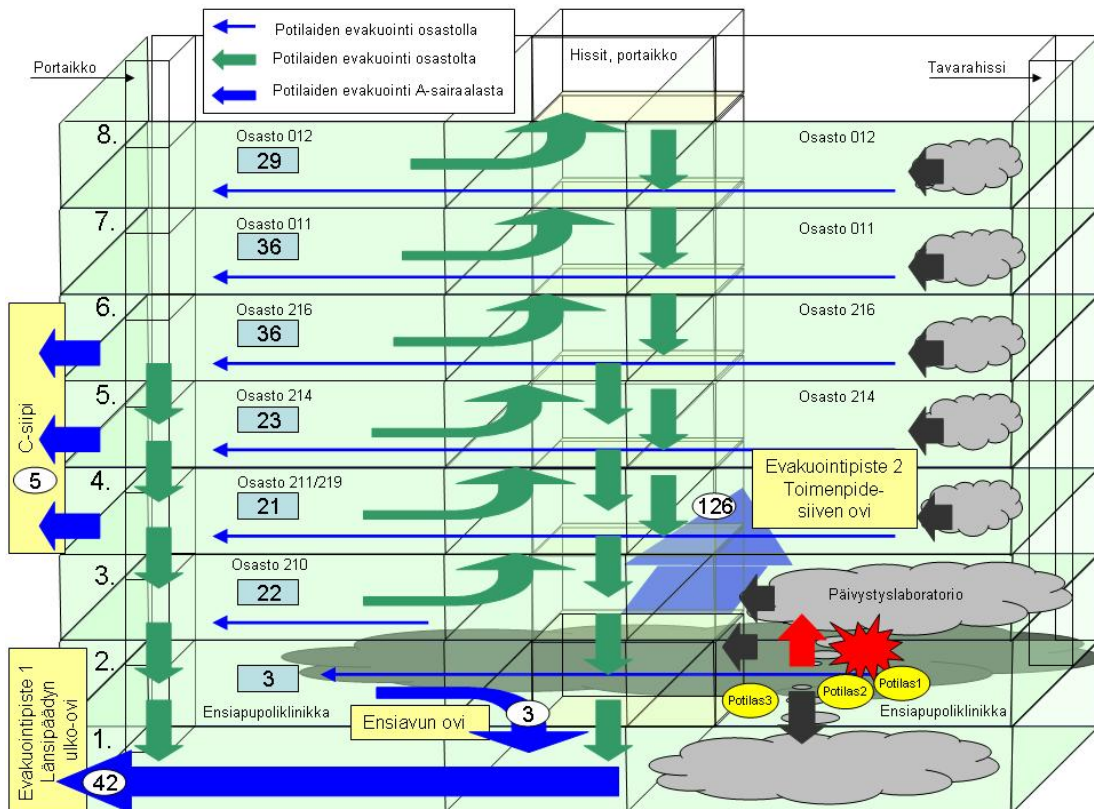 Potilaiden evakuointi osastolla
Potilaiden evakuointi osastolta
Potilaiden evakuointi A-sairaalasta
Portaikko
Hissit, portaikko
Tavarahissi
8.
Osasto 012
29
Osasto 012
7.
Osasto 011
36
Osasto 011
6.
Osasto 216
36
Osasto 216
5.
Osasto 214
23
Osasto 214
C-siipi
5
4.
Osasto 211/219
21
126
Evakuointipiste 2
Toimenpide-
siiven ovi
3.
Osasto 210
22
Päivystyslaboratorio
2.
3
Potilas3
Potilas2
Potilas1
Ensiapupoliklinikka
Ensiavun ovi
3
Ensiapupoliklinikka
Evakuointipiste 1
Länsipäädyn
ulko-ovi
1.
42